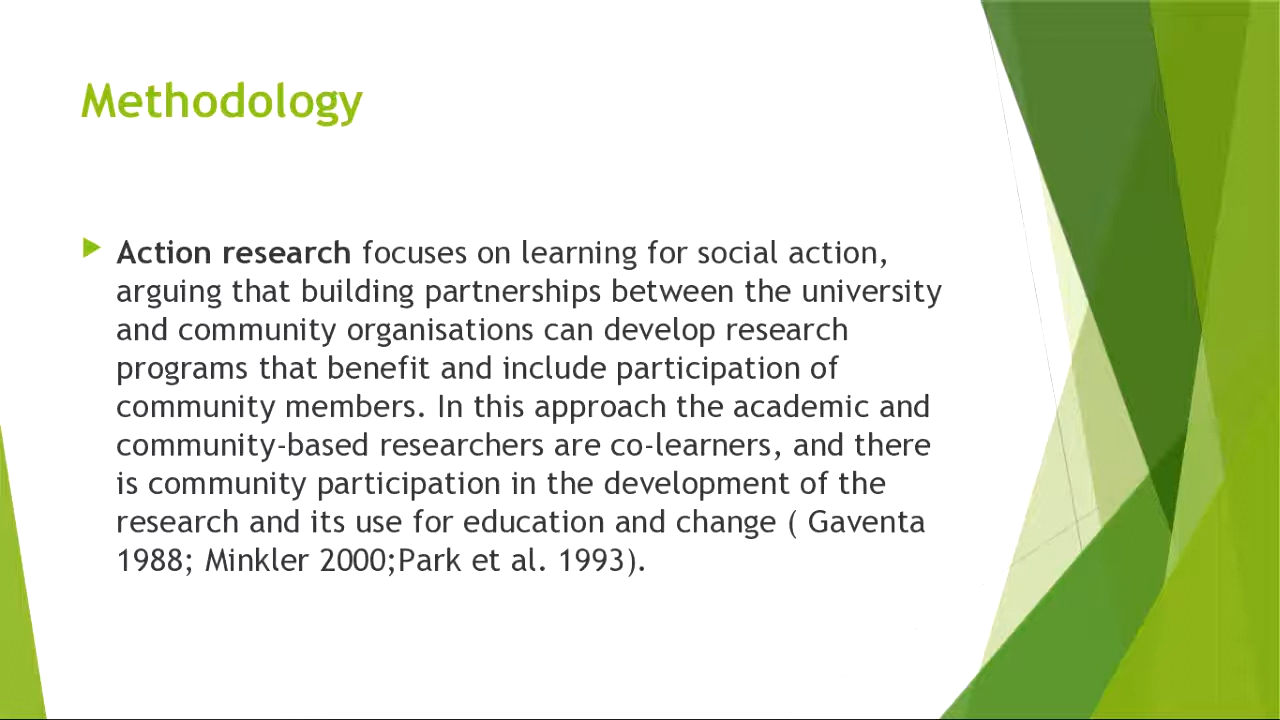 Methodology
Action research focuses on learning for social action,
arguing that building partnerships between the university
and community organisations can develop research
programs that benefit and include participation of
community members. In this approach the academic and
community-based researchers are co-learners, and there
is community participation in the development of the
research and its use for education and change ( Gaventa
1988; Minkler 2000;Park et al. 1993).